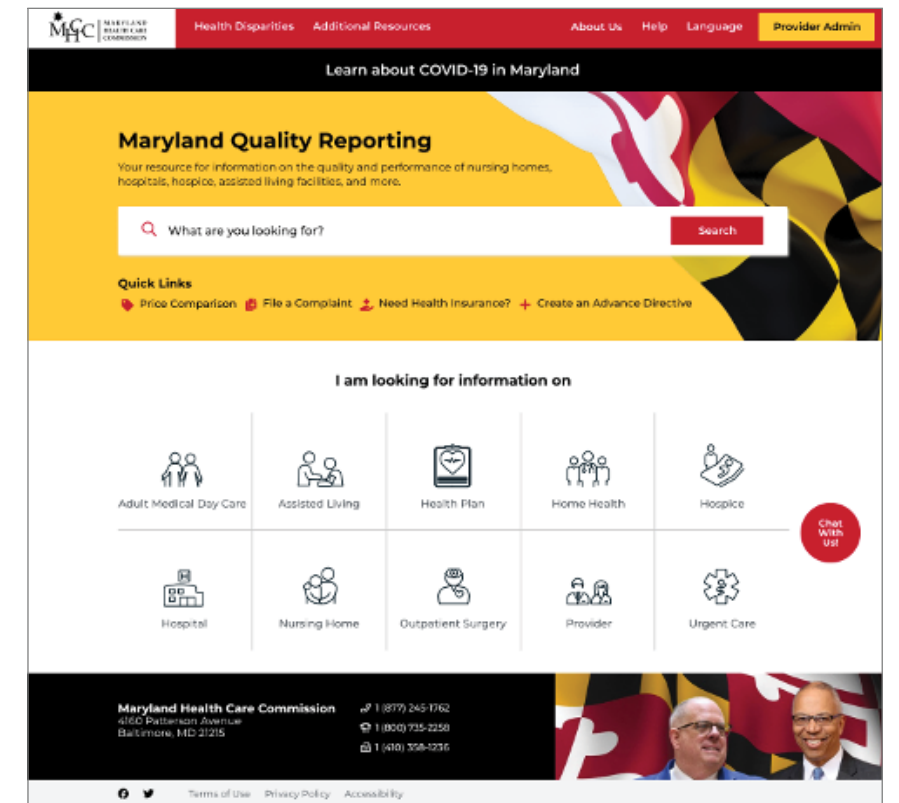 MHCC MARYLAND
HEALTH CARE
COMMISSION
Health Disparities Additional Resources About Us Help Language Provider Admin
Learn about COVID-19 in Maryland
Maryland Quality Reporting
Your resource for information on the quality and performance of nursing homes,
hospitals, hospice, assisted living facilities, and more.
What are you looking for? Search
Quick Links
Price Comparison File a Complaint Need Health Insurance? Create an Advance Directive
I am looking for information on
Adult Medical Day Care Assisted Living Health Plan Home Health Hospice
Chat
With
Us!
H
Hospital Nursing Home Outpatient Surgery Provider Urgent Care
Maryland Health Care Commission
4160 Patterson Avenue
Baltimore, MD 21215
1 (877) 245-1762
1 (800) 735-2258
1 (410) 358-1236
Terms of Use Privacy Policy Accessibility